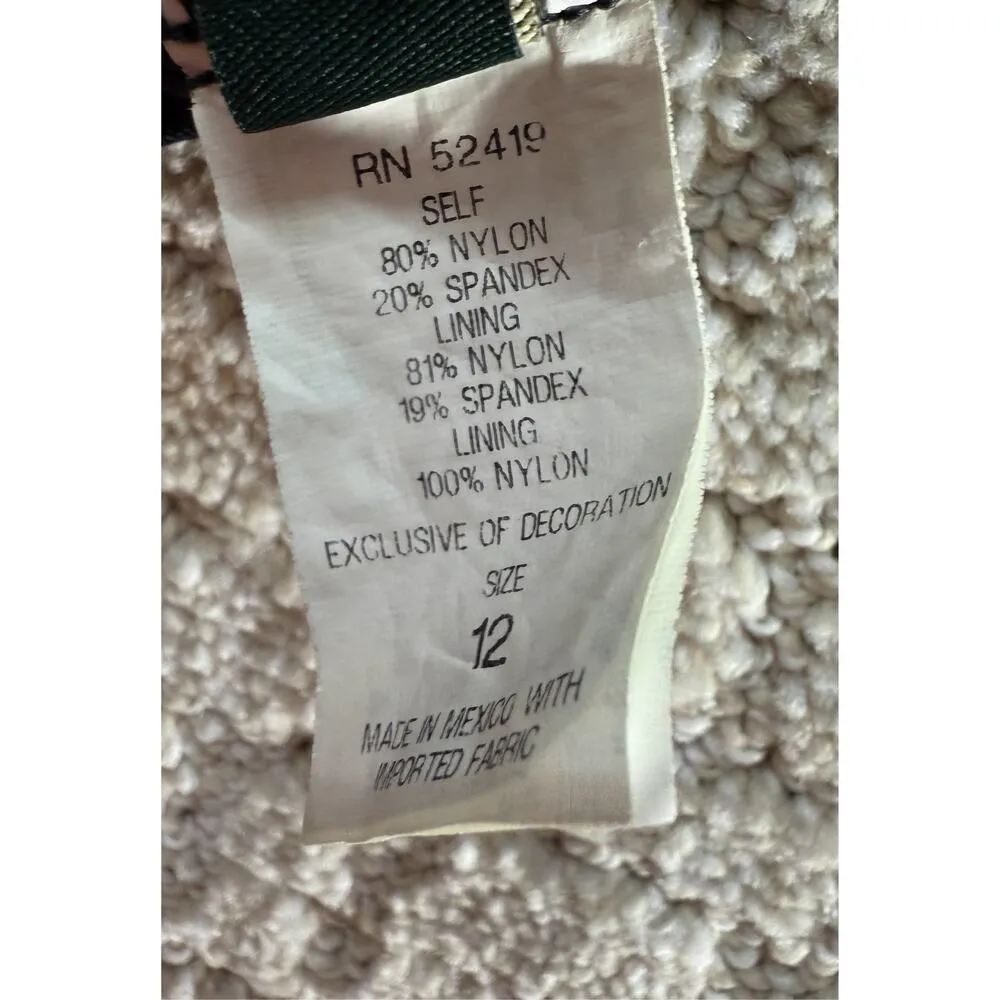 RN 52419
SELF
80% NYLON
20% SPANDEX
LINING
81% NYLON
19% SPANDEX
LINING
100% NYLON
EXCLUSIVE OF DECORATION
SIZE
12
MADE IN MEXICO WITH
IMPORTED FABRIC